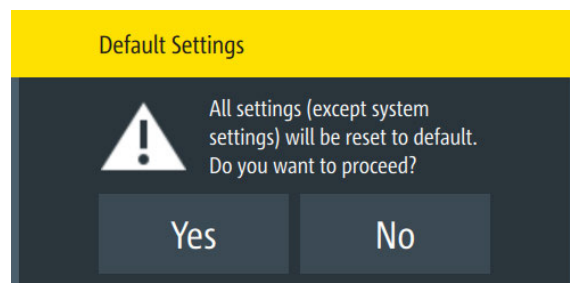 Default Settings
All settings (except system
settings) will be reset to default.
Do you want to proceed?
Yes
No